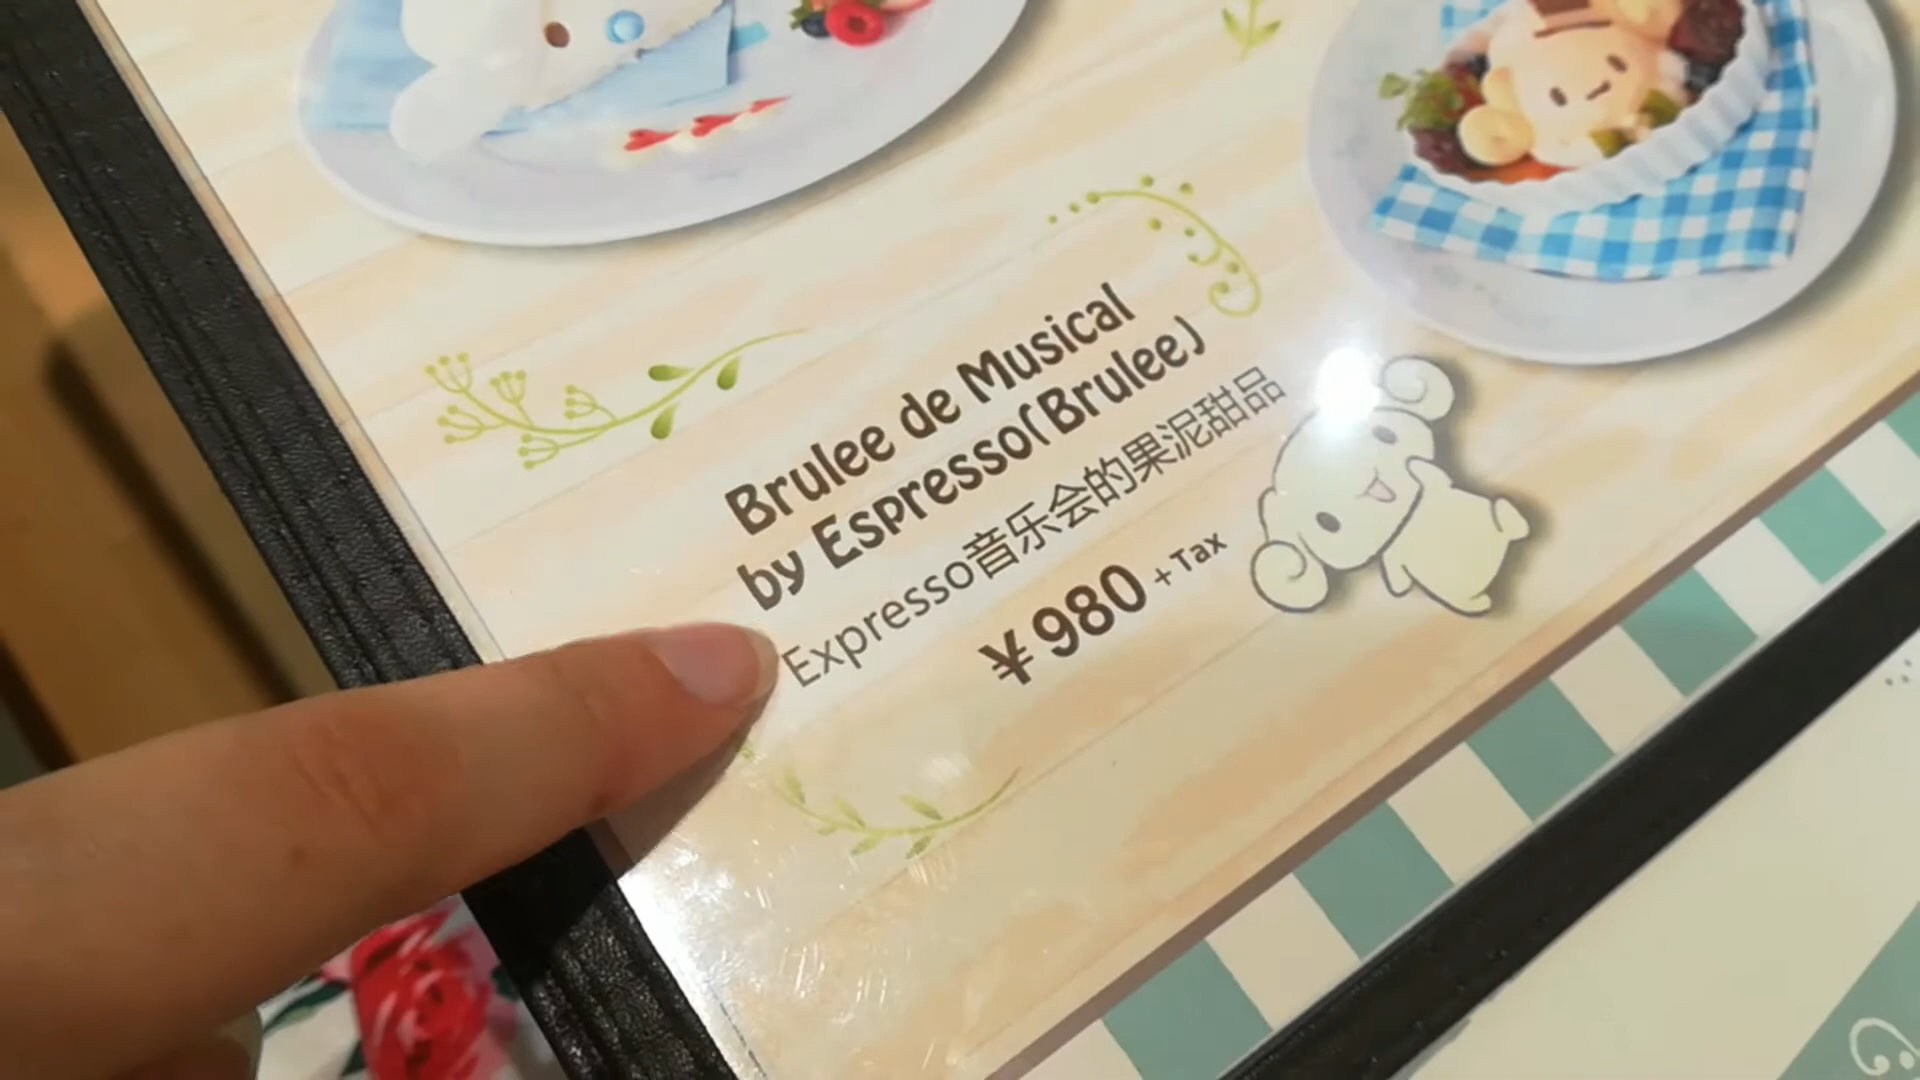 Brulee de Musical
by Espresso(Brulee)
Expresso音乐会的果泥甜品
¥980 +Tax